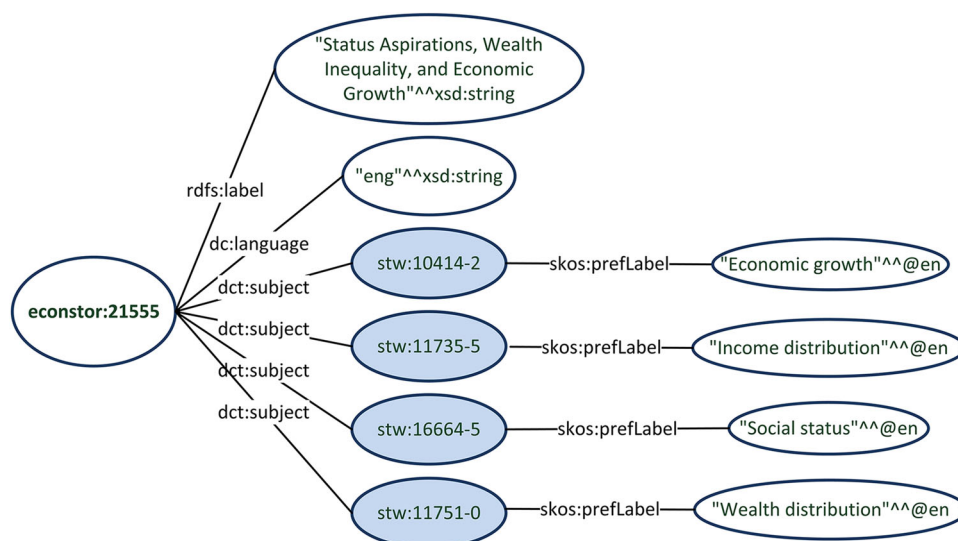 "Status Aspirations, Wealth
Inequality, and Economic
Growth"^^xsd:string
rdfs:label
"eng"^^xsd:string
dc:language
stw:10414-2
skos:prefLabel
"Economic growth"^^@en
dct:subject
econstor:21555
dct:subject
stw:11735-5
skos:prefLabel
"Income distribution"^^@en
dct:subject
dct:subject
stw:16664-5
skos:prefLabel
"Social status"^^@en
stw:11751-0
skos:prefLabel
"Wealth distribution"^^@en